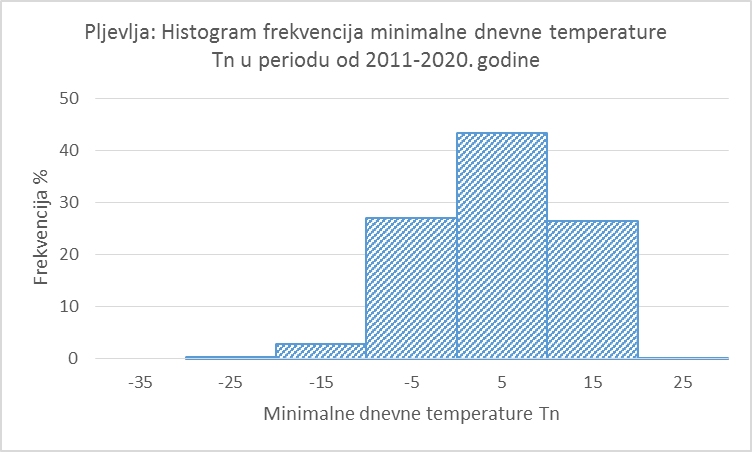 Pljevlja: Histogram frekvencija minimalne dnevne temperature
Tn u periodu od 2011-2020. godine
Frekvencija %
50
40
30
20
10
0
-35 -25 -15 -5 5 15 25
Minimalne dnevne temperature Tn